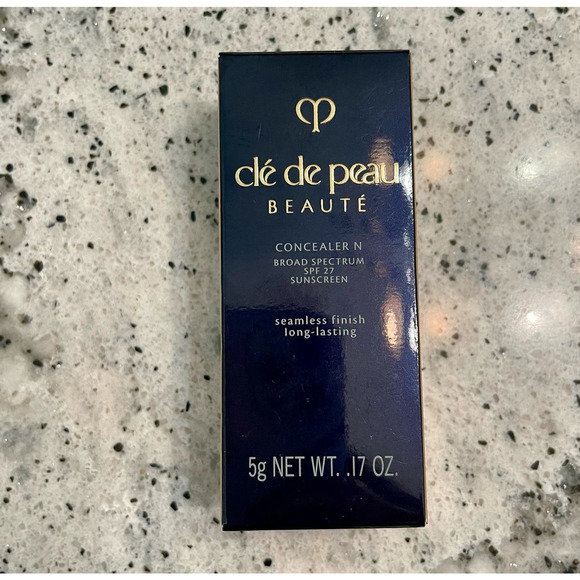 clé de peau
BEAUTÉ
CONCEALER N
BROAD SPECTRUM
SPF 27
SUNSCREEN
seamless finish
long-lasting
5g NET WT. .17 OZ.